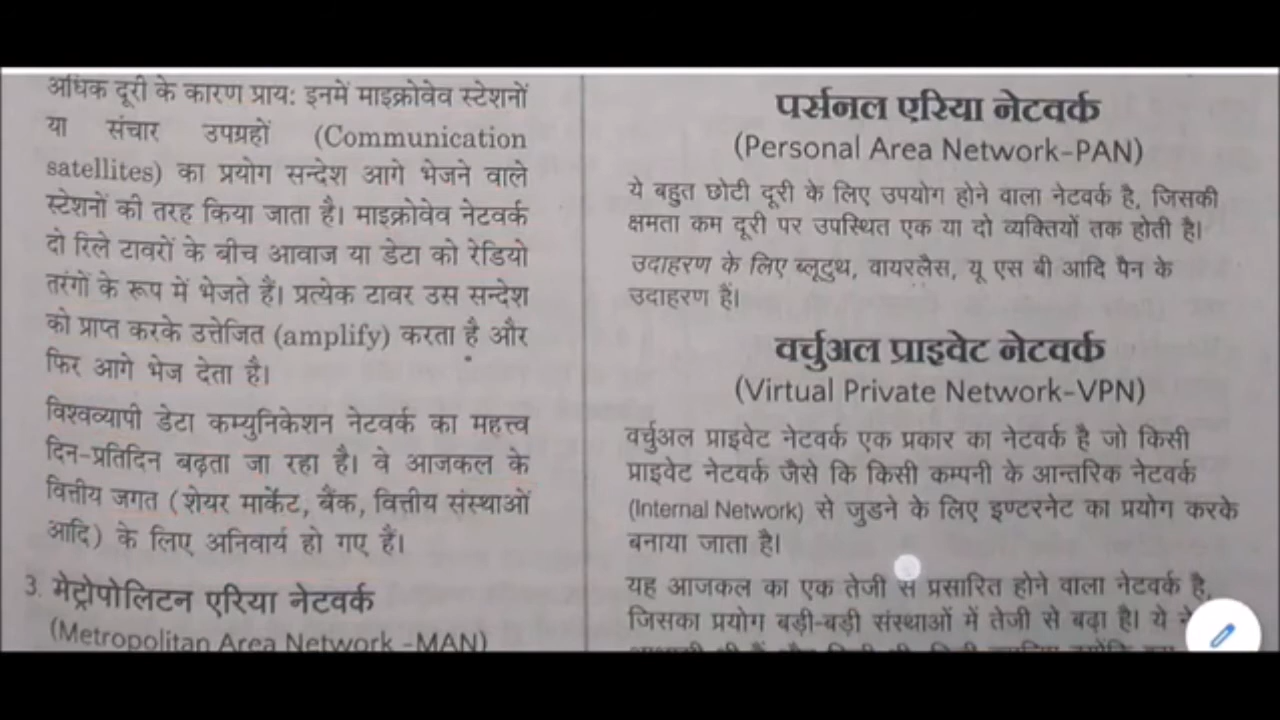 अधिक दूरी के कारण प्राय: इनमें माइक्रोवेव स्टेशनों
या संचार उपग्रहों (Communication
satellites) का प्रयोग सन्देश आगे भेजने वाले
स्टेशनों की तरह किया जाता है। माइक्रोवेव नेटवर्क
दो रिले टावरों के बीच आवाज या डेटा को रेडियो
तरंगों के रूप में भेजते हैं। प्रत्येक टावर उस सन्देश
को प्राप्त करके उत्तेजित (amplify) करता है और
फिर आगे भेज देता है।
विश्वव्यापी डेटा कम्युनिकेशन नेटवर्क का महत्त्व
दिन-प्रतिदिन बढ़ता जा रहा है। वे आजकल के
वित्तीय जगत (शेयर मार्केट, बैंक, वित्तीय संस्थाओं
आदि) के लिए अनिवार्य हो गए हैं।
3. मेट्रोपोलिटन एरिया नेटवर्क
(Metropolitan Area Network -MAN)
पर्सनल एरिया नेटवर्क
(Personal Area Network-PAN)
ये बहुत छोटी दूरी के लिए उपयोग होने वाला नेटवर्क है, जिसकी
क्षमता कम दूरी पर उपस्थित एक या दो व्यक्तियों तक होती है।
उदाहरण के लिए ब्लूटुथ, वायरलैस, यू एस बी आदि पैन के
उदाहरण हैं।
वर्चुअल प्राइवेट नेटवर्क
(Virtual Private Network-VPN)
वर्चुअल प्राइवेट नेटवर्क एक प्रकार का नेटवर्क है जो किसी
प्राइवेट नेटवर्क जैसे कि किसी कम्पनी के आन्तरिक नेटवर्क
(Internal Network) से जुडने के लिए इण्टरनेट का प्रयोग करके
बनाया जाता है।
यह आजकल का एक तेजी से प्रसारित होने वाला नेटवर्क है,
जिसका प्रयोग बड़ी-बड़ी संस्थाओं में तेजी से बढ़ा है। ये